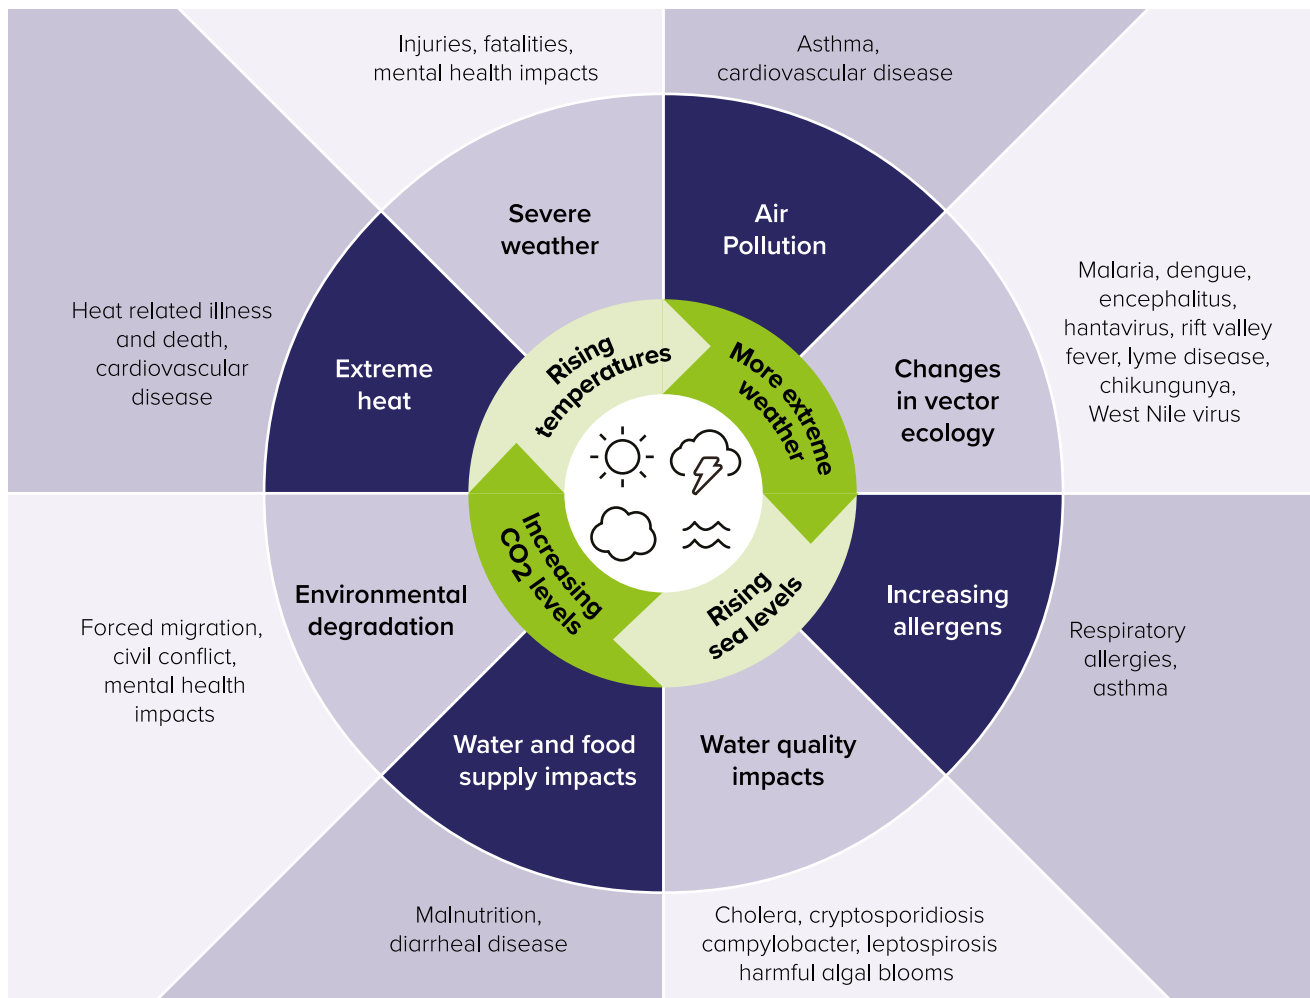 Injuries, fatalities,
mental health impacts
Asthma,
cardiovascular disease
Severe
weather
Air
Pollution
Heat related illness
and death,
cardiovascular
disease
Extreme
heat
Rising
temperatures
More extreme
weather
Changes
in vector
ecology
Malaria, dengue,
encephalitus,
hantavirus, rift valley
fever, lyme disease,
chikungunya,
West Nile virus
Forced migration,
civil conflict,
mental health
impacts
Environmental
degradation
Increasing
CO2 levels
Rising
sea levels
Increasing
allergens
Respiratory
allergies,
asthma
Water and food
supply impacts
Water quality
impacts
Malnutrition,
diarrheal disease
Cholera, cryptosporidiosis
campylobacter, leptospirosis
harmful algal blooms